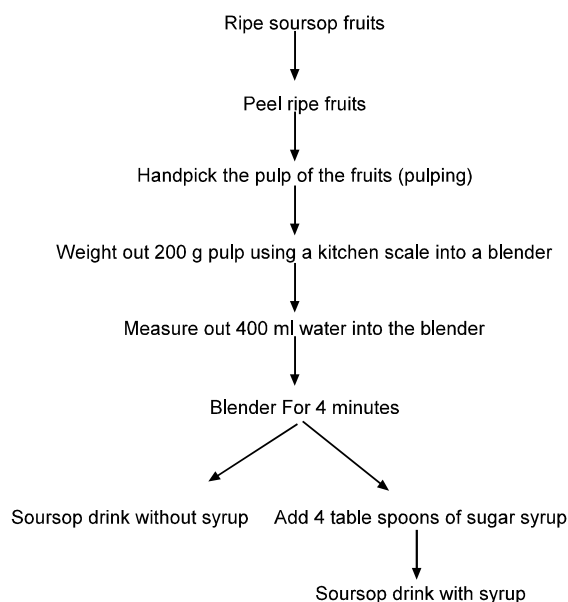 Ripe soursop fruits
Peel ripe fruits
Handpick the pulp of the fruits (pulping)
Weight out 200 g pulp using a kitchen scale into a blender
Measure out 400 ml water into the blender
Blender For 4 minutes
Soursop drink without syrup
Add 4 table spoons of sugar syrup
Soursop drink with syrup